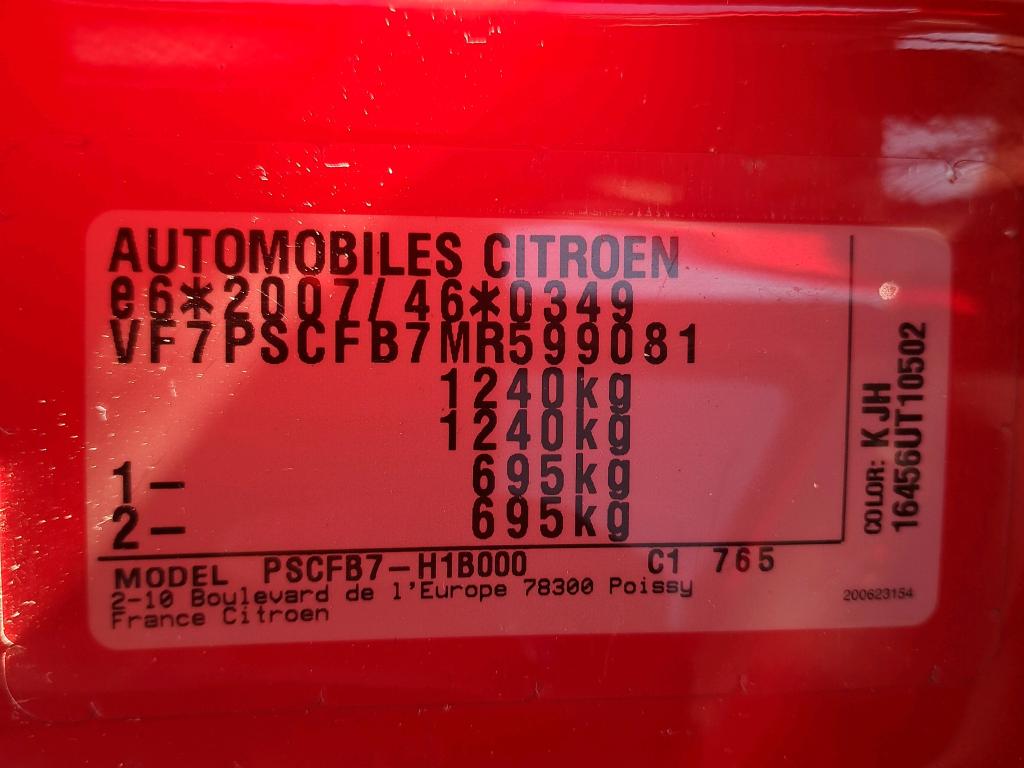 AUTOMOBILES CITROEN
e6*2007/46*0349
VF7PSCFB7MR599081
1240kg
1240kg
1- 695kg
2- 695kg
MODEL PSCFB7-H1B000 C1 765
2-10 Boulevard de l'Europe 78300 Poissy
France Citroen
COLOR: KJH
16456UT10502
200623154